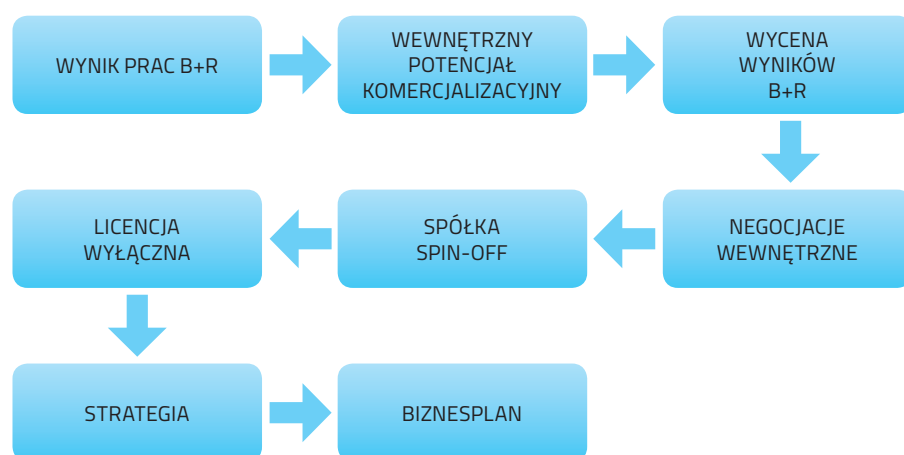 WYNIK PRAC B+R
WEWNĘTRZNY
POTENCJAŁ
KOMERCJALIZACYJNY
WYCENA
WYNIKÓW
B+R
NEGOCJACJE
WEWNĘTRZNE
SPÓŁKA
SPIN-OFF
LICENCJA
WYŁĄCZNA
STRATEGIA
BIZNESPLAN